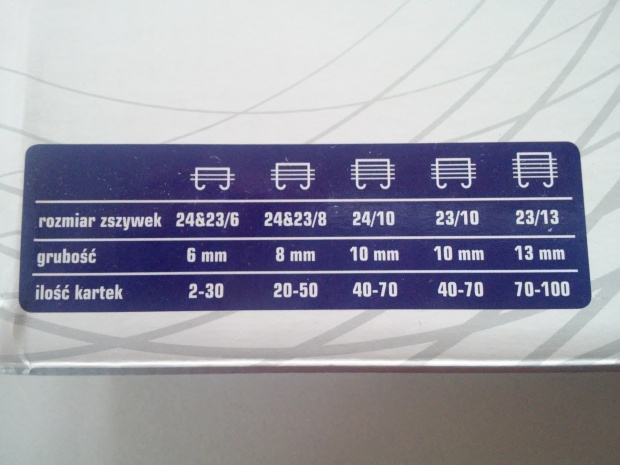 rozmiar zszywek 24&23/6 24&23/8 24/10 23/10 23/13
grubość 6 mm 8 mm 10 mm 10 mm 13 mm
ilość kartek 2-30 20-50 40-70 40-70 70-100